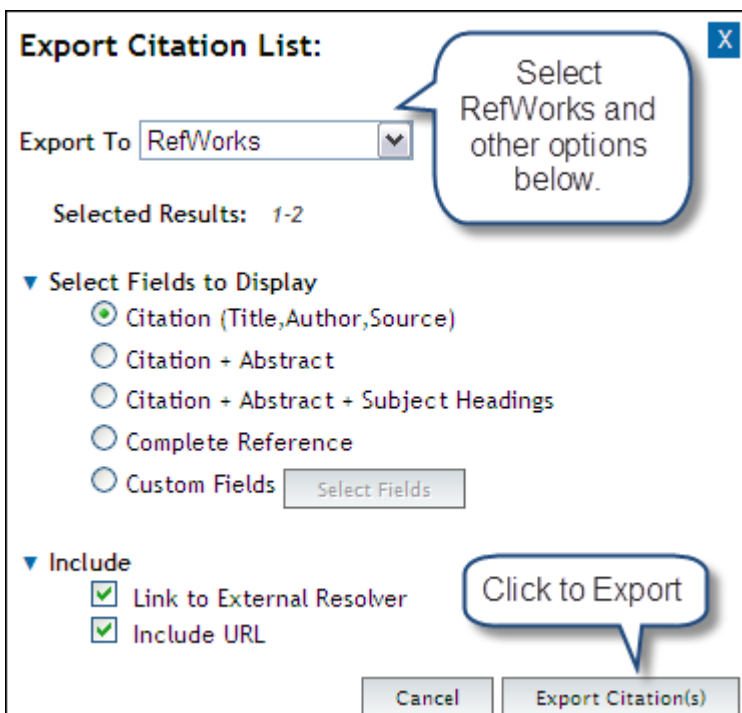 Export Citation List:
X
Select
RefWorks and
other options
below.
Export To RefWorks
Selected Results: 1-2
Select Fields to Display
Citation (Title,Author,Source)
Citation + Abstract
Citation + Abstract + Subject Headings
Complete Reference
Custom Fields Select Fields
Include
Link to External Resolver
Include URL
Click to Export
Cancel Export Citation(s)